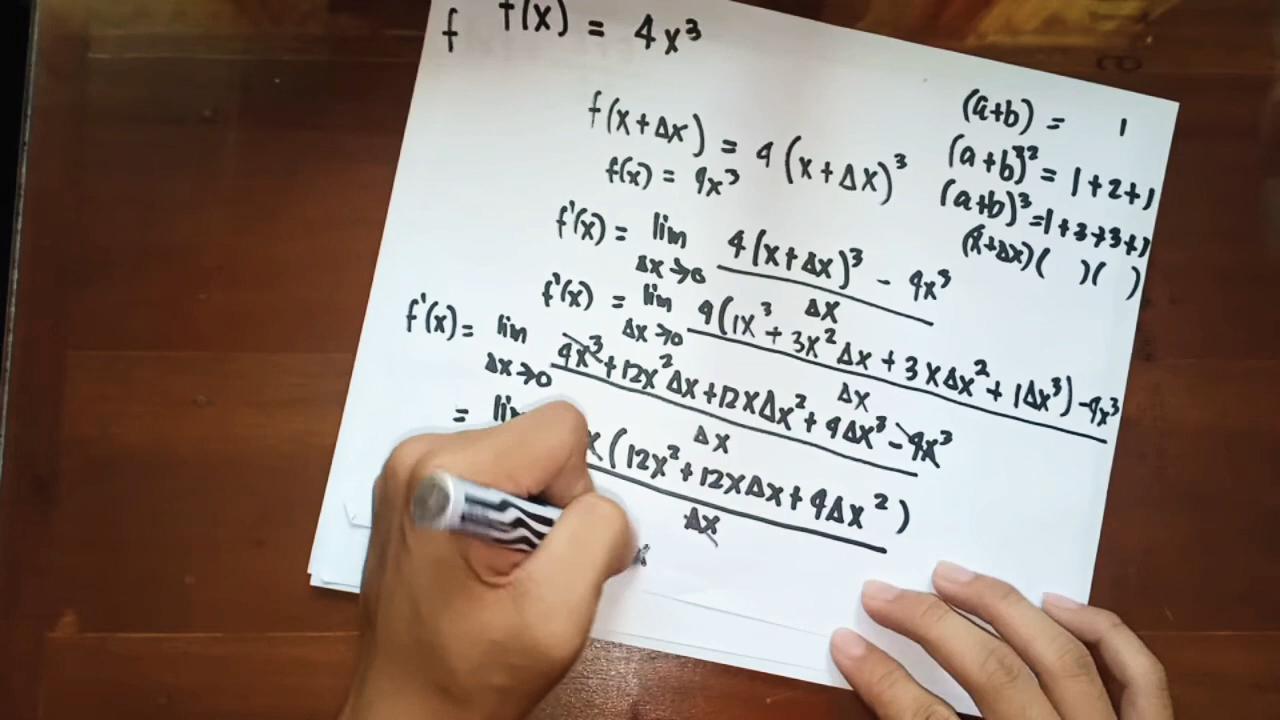 f f(x) = 4x³
(a+b) = 1
f(x+Δx) = 4(x+Δx)³
(a+b)² = 1+2+1
f(x) = 4x³
(a+b)³ = 1+3+3+1
(x+Δx)( )( )
f'(x) = lim Δx→0 4(x+Δx)³ - 4x³ / Δx
f'(x) = lim Δx→0 4(1x³ + 3x²Δx + 3xΔx² + 1Δx³) - 4x³ / Δx
f'(x) = lim Δx→0 4x³ + 12x²Δx + 12xΔx² + 4Δx³ - 4x³ / Δx
= x(12x² + 12xΔx + 4Δx²) / Δx